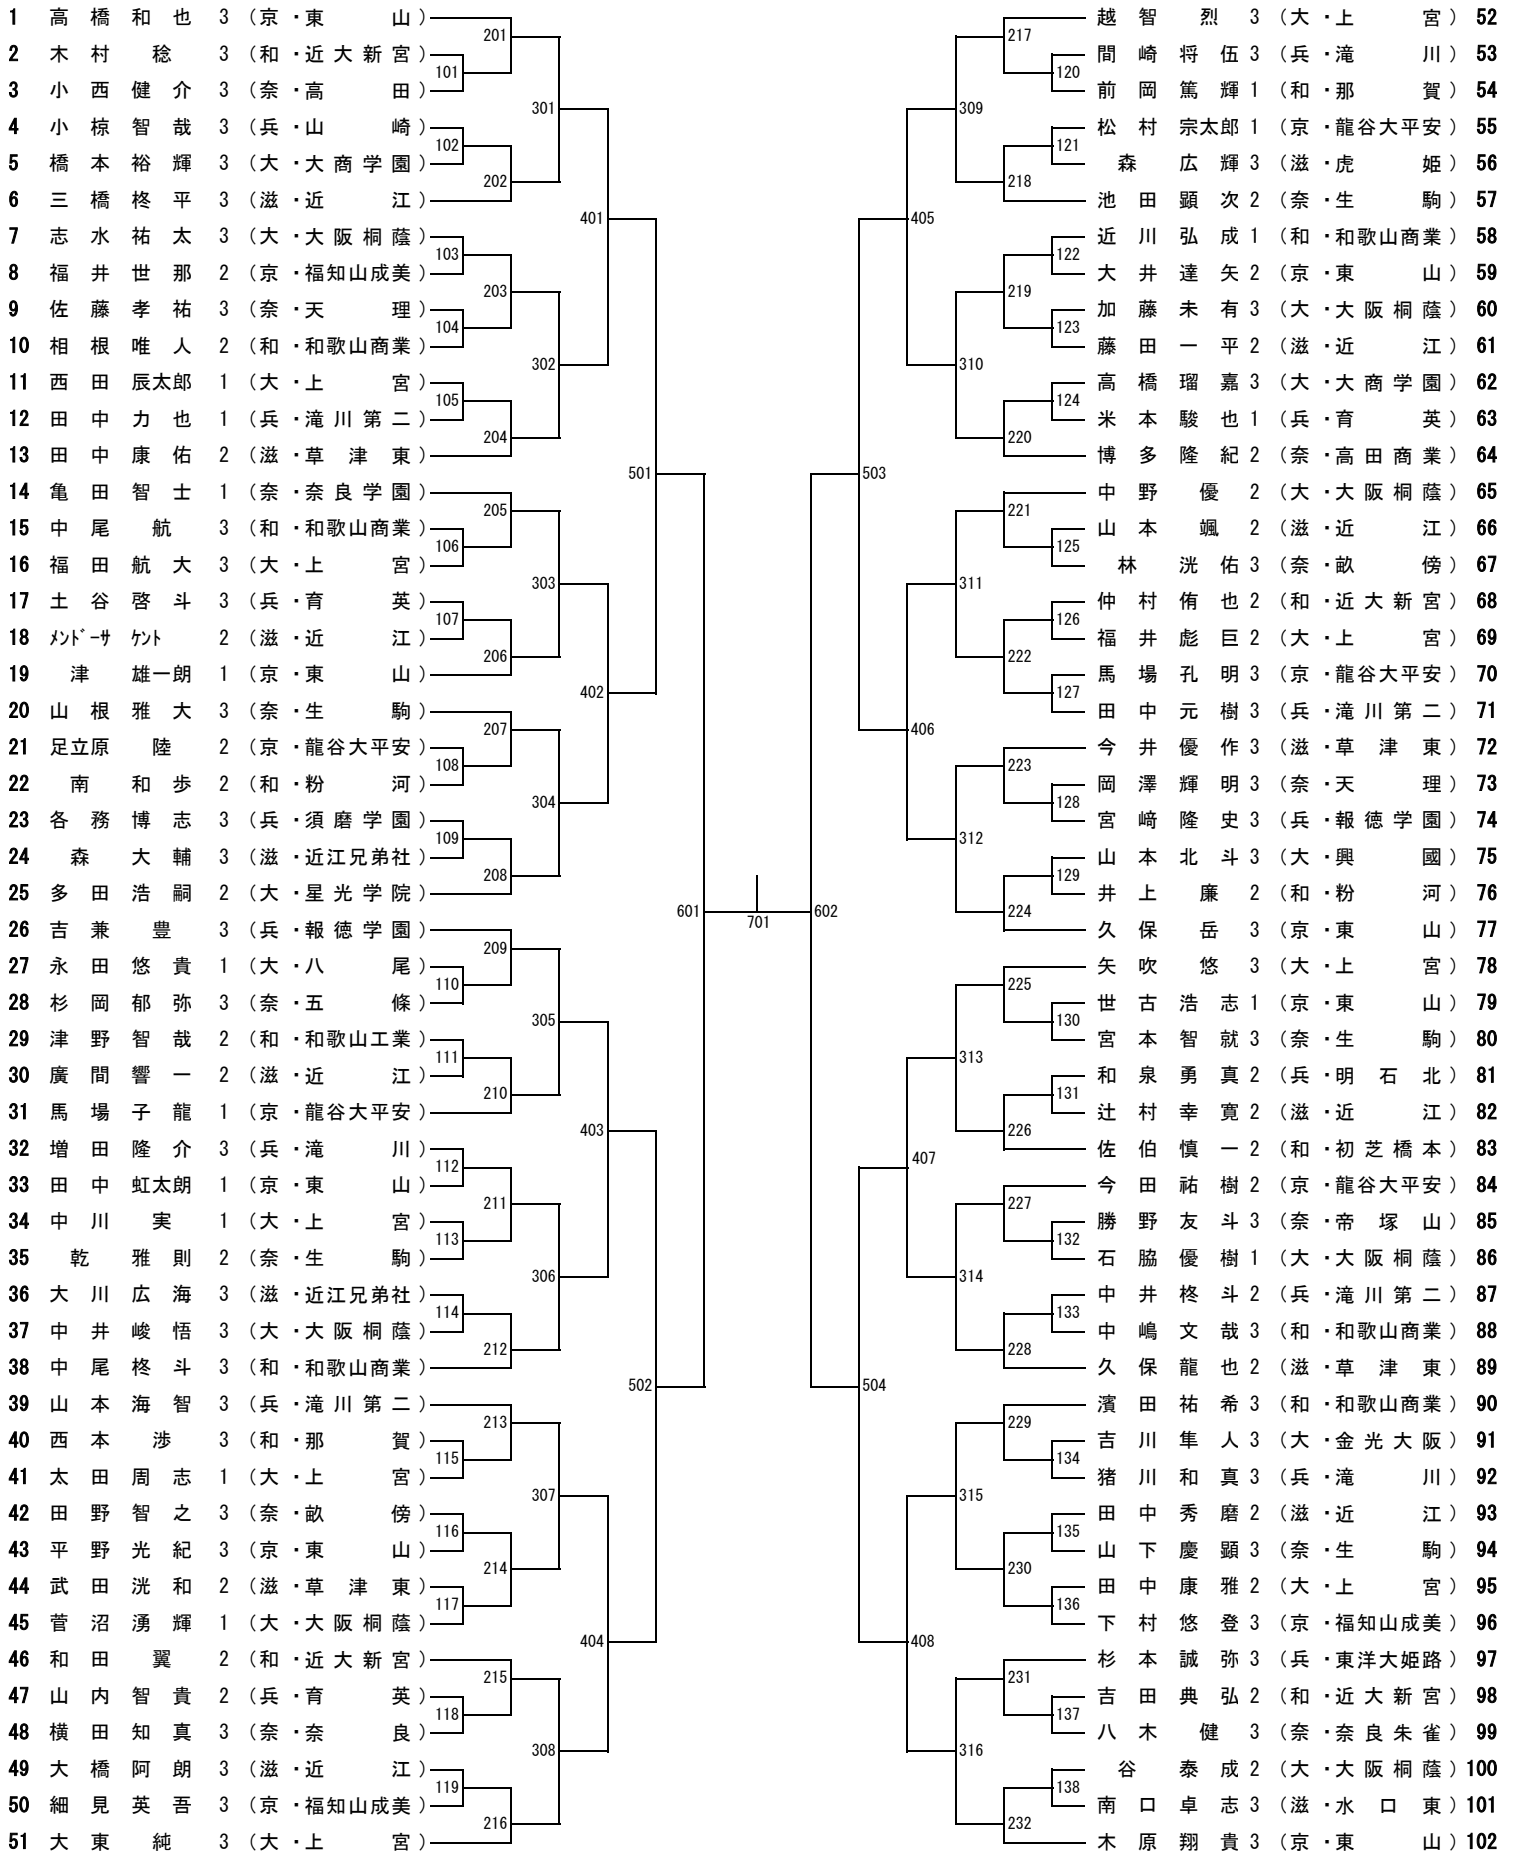 1 高橋和也 3 (京・東山)
201
2 木村稔 3 (和・近大新宮)
101
3 小西健介 3 (奈・高田)
301
4 小椋智哉 3 (兵・山崎)
102
5 橋本裕輝 3 (大・大商学園)
202
6 三橋柊平 3 (滋・近江)
401
7 志水祐太 3 (大・大阪桐蔭)
103
8 福井世那 2 (京・福知山成美)
203
9 佐藤孝祐 3 (奈・天理)
104
10 相根唯人 2 (和・和歌山商業)
302
11 西田辰太郎 1 (大・上宮)
105
12 田中力也 1 (兵・滝川第二)
204
13 田中康佑 2 (滋・草津東)
501
14 亀田智士 1 (奈・奈良学園)
205
15 中尾航 3 (和・和歌山商業)
106
16 福田航大 3 (大・上宮)
303
17 土谷啓斗 3 (兵・育英)
107
18 メンドーサ ケント 2 (滋・近江)
206
19 津雄一朗 1 (京・東山)
402
20 山根雅大 3 (奈・生駒)
207
21 足立原陸 2 (京・龍谷大平安)
108
22 南和歩 2 (和・粉河)
304
23 各務博志 3 (兵・須磨学園)
109
24 森大輔 3 (滋・近江兄弟社)
208
25 多田浩嗣 2 (大・星光学院)
601
26 吉兼豊 3 (兵・報徳学園)
209
27 永田悠貴 1 (大・八尾)
110
28 杉岡郁弥 3 (奈・五條)
305
29 津野智哉 2 (和・和歌山工業)
111
30 廣間響一 2 (滋・近江)
210
31 馬場子龍 1 (京・龍谷大平安)
403
32 増田隆介 3 (兵・滝川)
112
33 田中虹太朗 1 (京・東山)
211
34 中川実 1 (大・上宮)
113
35 乾雅則 2 (奈・生駒)
306
36 大川広海 3 (滋・近江兄弟社)
114
37 中井峻悟 3 (大・大阪桐蔭)
212
38 中尾柊斗 3 (和・和歌山商業)
502
39 山本海智 3 (兵・滝川第二)
213
40 西本渉 3 (和・那賀)
115
41 太田周志 1 (大・上宮)
307
42 田野智之 3 (奈・畝傍)
116
43 平野光紀 3 (京・東山)
214
44 武田洸和 2 (滋・草津東)
117
45 菅沼湧輝 1 (大・大阪桐蔭)
404
46 和田翼 2 (和・近大新宮)
215
47 山内智貴 2 (兵・育英)
118
48 横田知真 3 (奈・奈良)
308
49 大橋阿朗 3 (滋・近江)
119
50 細見英吾 3 (京・福知山成美)
216
51 大東純 3 (大・上宮)
701
越智烈 3 (大・上宮) 52
217
間崎将伍 3 (兵・滝川) 53
120
前岡篤輝 1 (和・那賀) 54
309
松村宗太郎 1 (京・龍谷大平安) 55
121
森広輝 3 (滋・虎姫) 56
218
池田顕次 2 (奈・生駒) 57
405
近川弘成 1 (和・和歌山商業) 58
122
大井達矢 2 (京・東山) 59
219
加藤未有 3 (大・大阪桐蔭) 60
123
藤田一平 2 (滋・近江) 61
310
高橋瑠嘉 3 (大・大商学園) 62
124
米本駿也 1 (兵・育英) 63
220
博多隆紀 2 (奈・高田商業) 64
503
中野優 2 (大・大阪桐蔭) 65
221
山本颯 2 (滋・近江) 66
125
林洸佑 3 (奈・畝傍) 67
311
仲村侑也 2 (和・近大新宮) 68
126
福井彪巨 2 (大・上宮) 69
222
馬場孔明 3 (京・龍谷大平安) 70
127
田中元樹 3 (兵・滝川第二) 71
406
今井優作 3 (滋・草津東) 72
223
岡澤輝明 3 (奈・天理) 73
128
宮﨑隆史 3 (兵・報徳学園) 74
312
山本北斗 3 (大・興國) 75
129
井上廉 2 (和・粉河) 76
224
久保岳 3 (京・東山) 77
602
矢吹悠 3 (大・上宮) 78
225
世古浩志 1 (京・東山) 79
130
宮本智就 3 (奈・生駒) 80
313
和泉勇真 2 (兵・明石北) 81
131
辻村幸寛 2 (滋・近江) 82
226
佐伯慎一 2 (和・初芝橋本) 83
407
今田祐樹 2 (京・龍谷大平安) 84
227
勝野友斗 3 (奈・帝塚山) 85
132
石脇優樹 1 (大・大阪桐蔭) 86
314
中井柊斗 2 (兵・滝川第二) 87
133
中嶋文哉 3 (和・和歌山商業) 88
228
久保龍也 2 (滋・草津東) 89
504
濱田祐希 3 (和・和歌山商業) 90
229
吉川隼人 3 (大・金光大阪) 91
134
猪川和真 3 (兵・滝川) 92
315
田中秀磨 2 (滋・近江) 93
135
山下慶顕 3 (奈・生駒) 94
230
田中康雅 2 (大・上宮) 95
136
下村悠登 3 (京・福知山成美) 96
408
杉本誠弥 3 (兵・東洋大姫路) 97
231
吉田典弘 2 (和・近大新宮) 98
137
八木健 3 (奈・奈良朱雀) 99
316
谷泰成 2 (大・大阪桐蔭) 100
138
南口卓志 3 (滋・水口東) 101
232
木原翔貴 3 (京・東山) 102